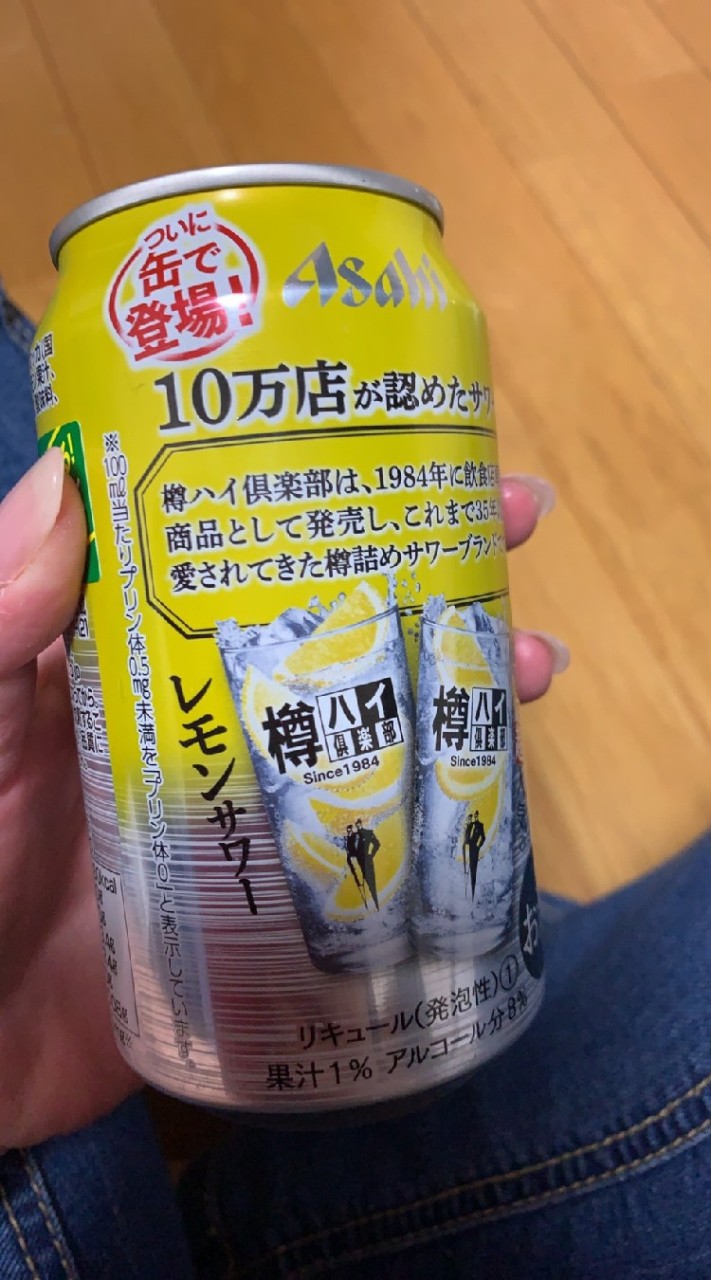 ついに
缶で
登場!
Asahi
10万店が認めたサワ
樽ハイ倶楽部は、1984年に飲食店
商品として発売し、これまで35年
愛されてきた樽詰めサワーブランド
レモンサワー
樽ハイ倶楽部
Since1984
樽ハイ倶楽部
Since1984
※100ml当たりプリン体0.5mg未満を「プリン体0」と表示しています。
リキュール(発泡性)①
果汁1% アルコール分8%
お